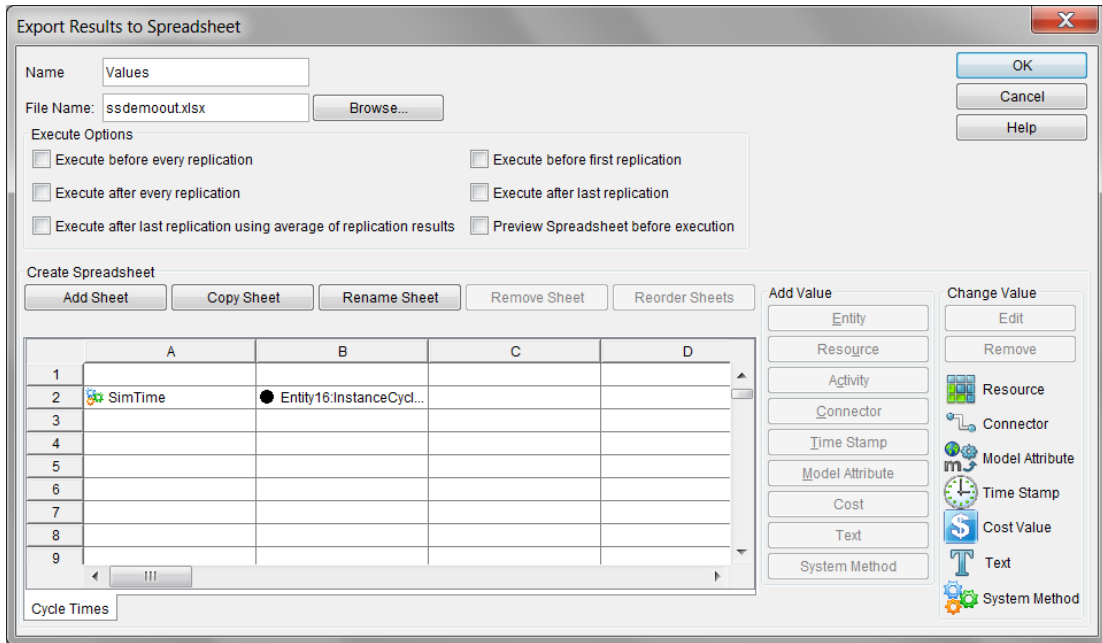 Export Results to Spreadsheet
X
Name Values
OK
File Name: ssdemoout.xlsx Browse...
Cancel
Help
Execute Options
Execute before every replication Execute before first replication
Execute after every replication Execute after last replication
Execute after last replication using average of replication results Preview Spreadsheet before execution
Create Spreadsheet
Add Sheet Copy Sheet Rename Sheet Remove Sheet Reorder Sheets
A B C D
1
2 SimTime Entity16:InstanceCycl...
3
4
5
6
7
8
9
Cycle Times
Add Value
Entity
Resource
Activity
Connector
Time Stamp
Model Attribute
Cost
Text
System Method
Change Value
Edit
Remove
Resource
Connector
m Model Attribute
Time Stamp
$ Cost Value
T Text
System Method